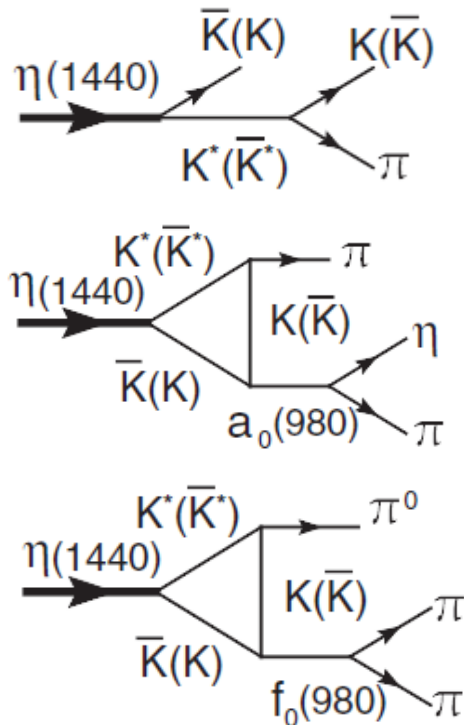 K̅(K) K(K̅)
η(1440)
K*(K̅*) π
K*(K̅*) π
η(1440) K(K̅)
K̅(K) η
a₀(980) π
K*(K̅*) π⁰
η(1440) K(K̅)
K̅(K) π
f₀(980) π